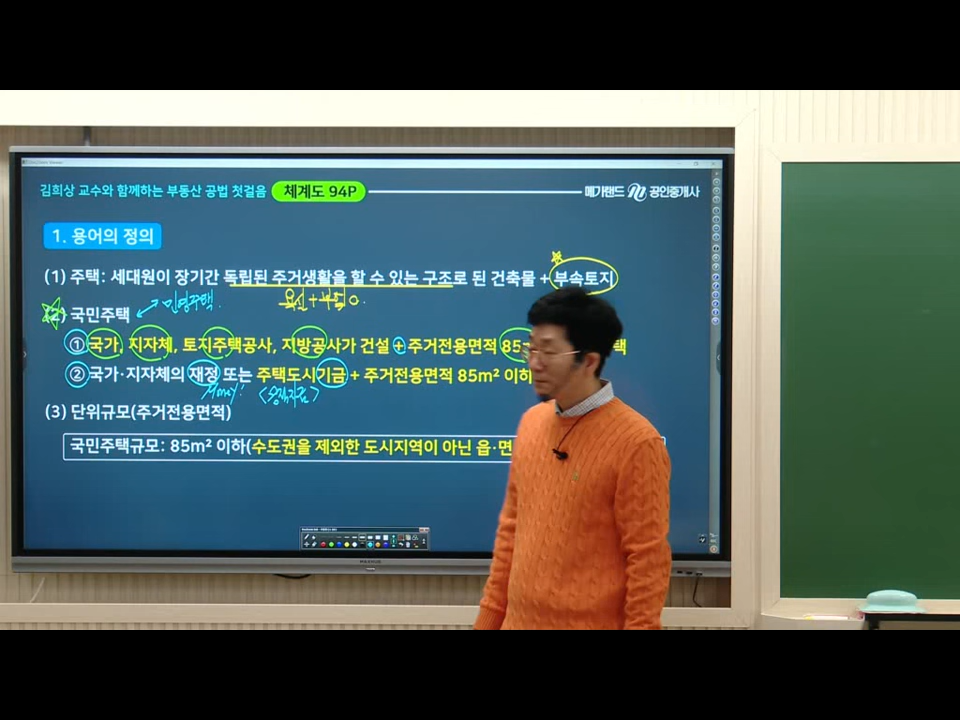 김희상 교수와 함께하는 부동산 공법 첫걸음 체계도 94P 메가랜드 공인중개사
1. 용어의 정의
(1) 주택: 세대원이 장기간 독립된 주거생활을 할 수 있는 구조로 된 건축물 + 부속토지
(2) 국민주택 민영주택
① 국가, 지자체, 토지주택공사, 지방공사가 건설 + 주거전용면적 85 택
② 국가·지자체의 재정 또는 주택도시기금 + 주거전용면적 85m² 이하
Money!
(3) 단위규모(주거전용면적)
국민주택규모: 85m² 이하(수도권을 제외한 도시지역이 아닌 읍·면